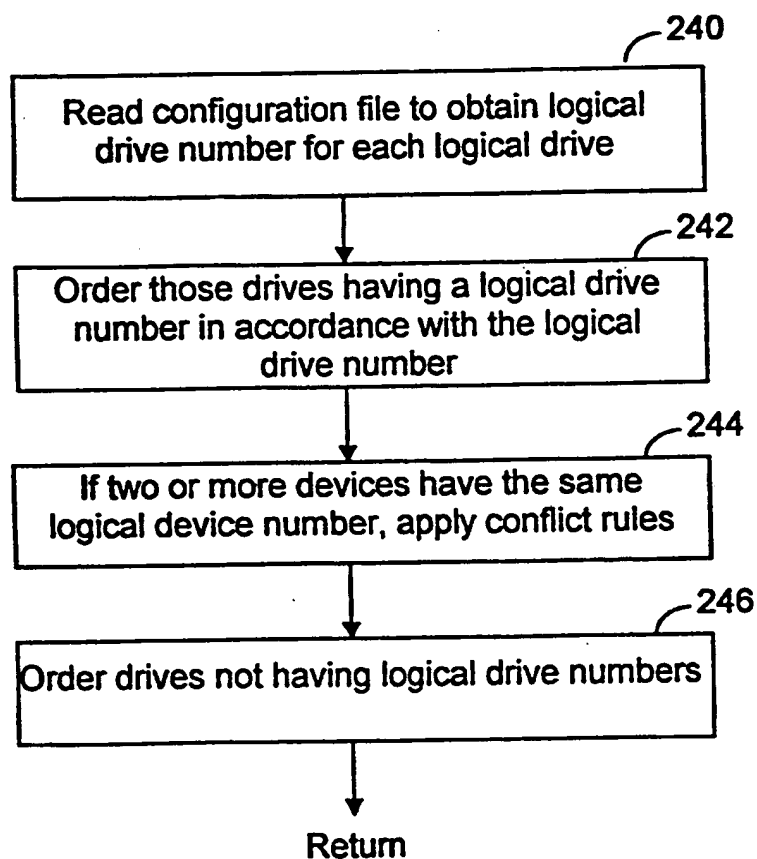 240
Read configuration file to obtain logical
drive number for each logical drive
242
Order those drives having a logical drive
number in accordance with the logical
drive number
244
If two or more devices have the same
logical device number, apply conflict rules
246
Order drives not having logical drive numbers
Return